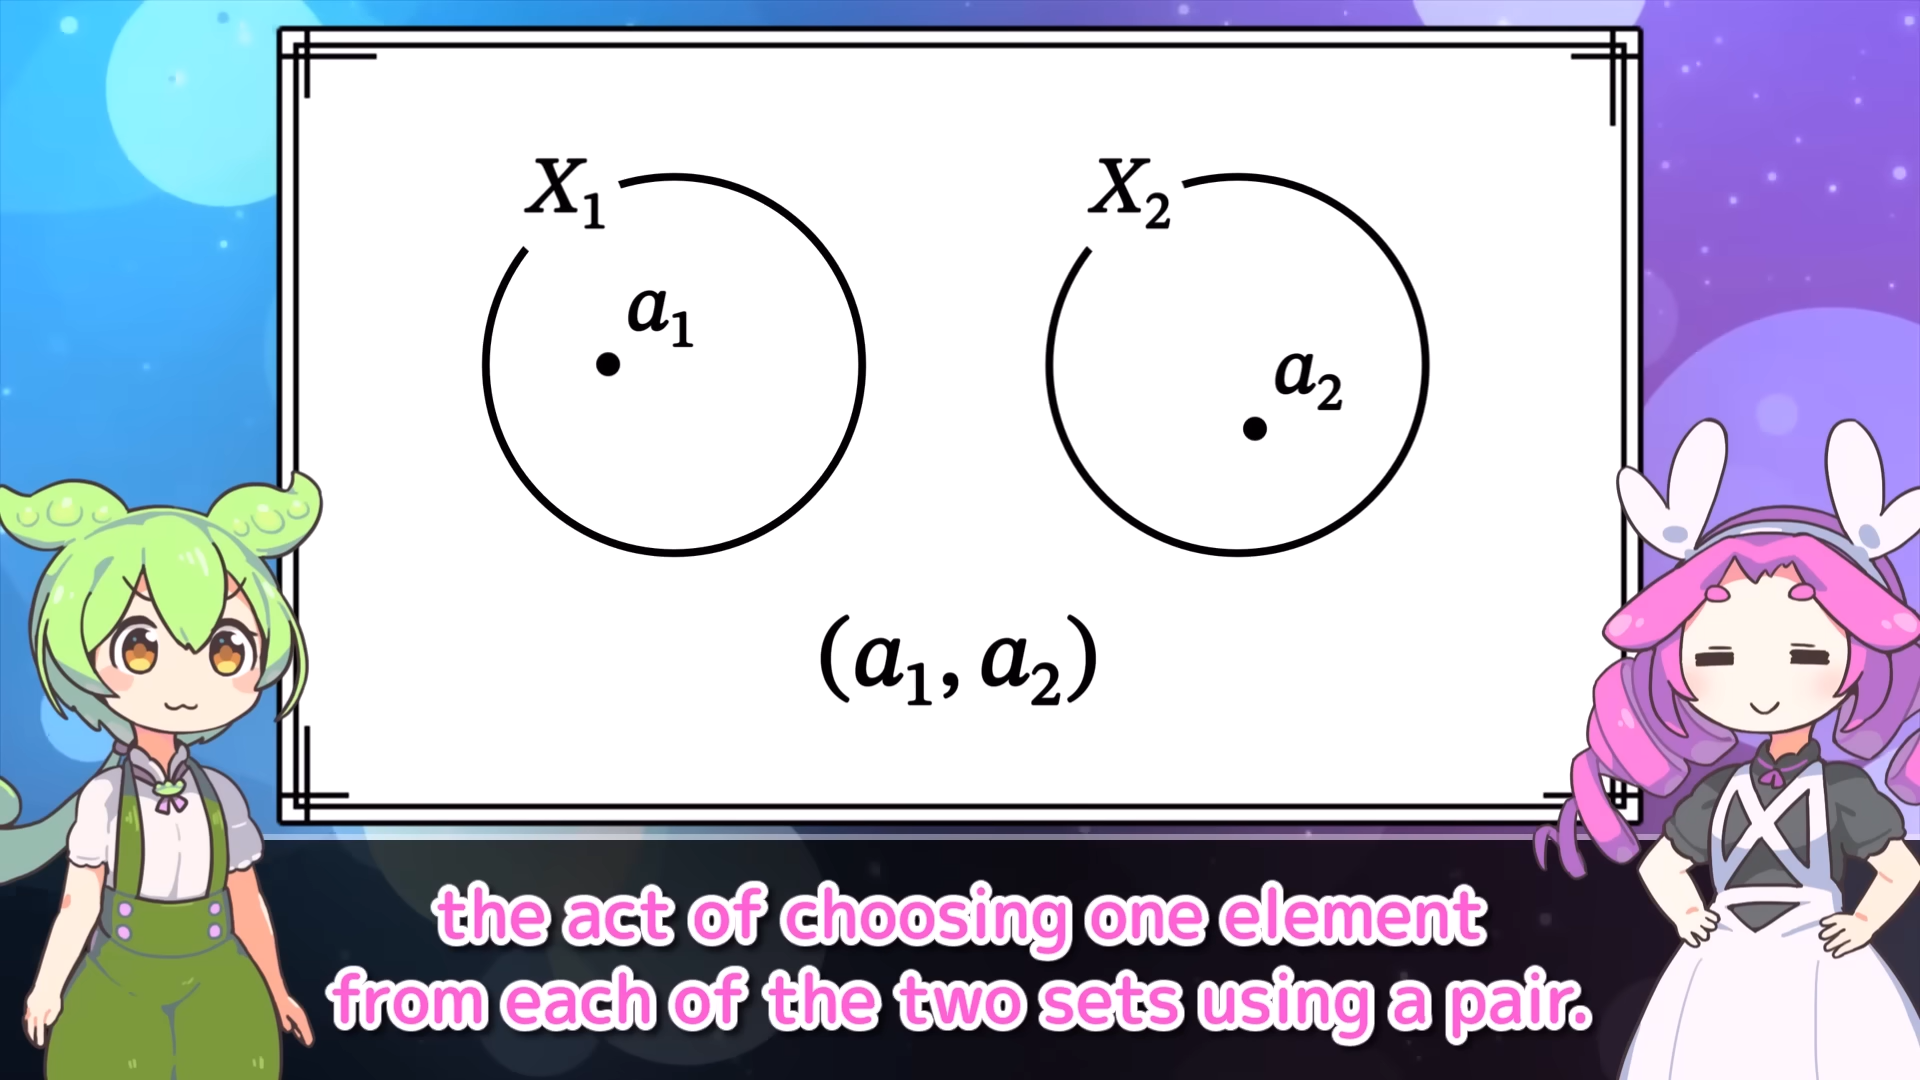 X₁
X₂
a₁
a₂
(a₁, a₂)
the act of choosing one element
from each of the two sets using a pair.